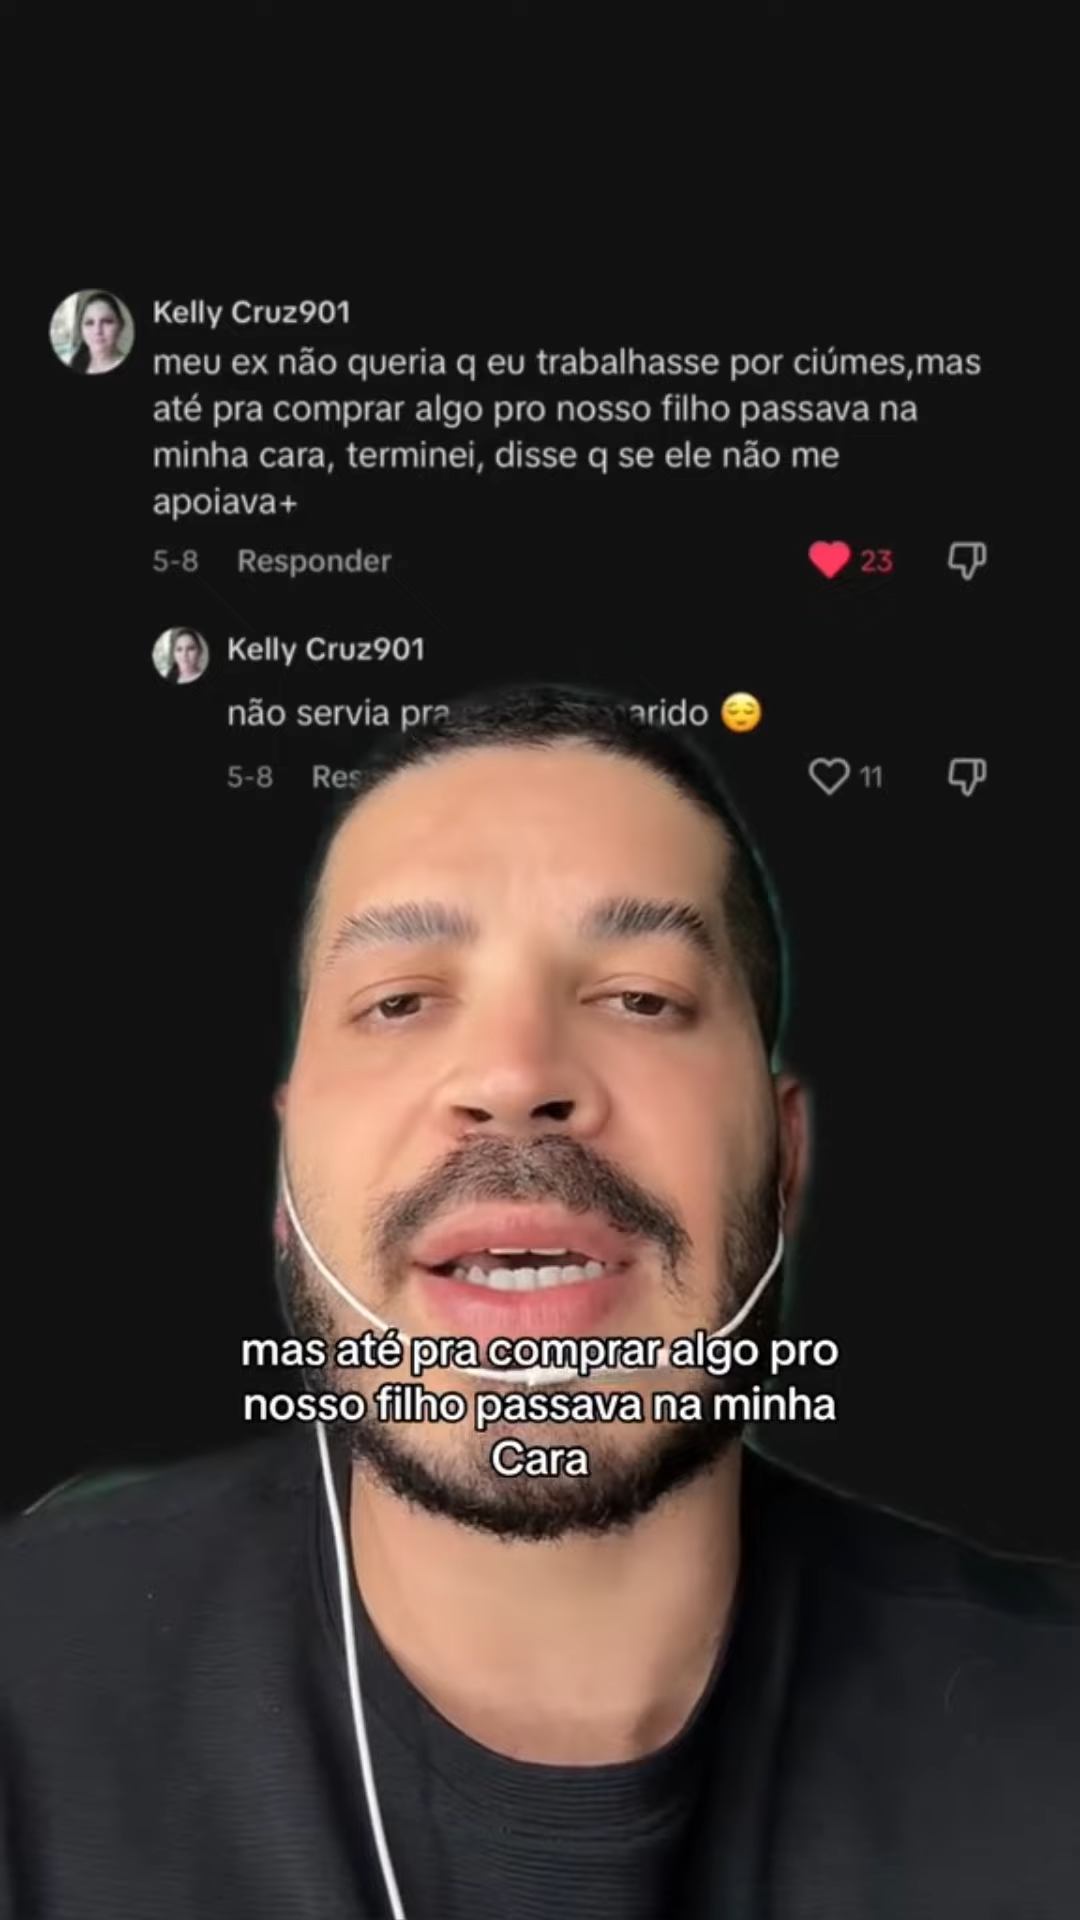 Kelly Cruz901
meu ex não queria q eu trabalhasse por ciúmes,mas
até pra comprar algo pro nosso filho passava na
minha cara, terminei, disse q se ele não me
apoiava+
5-8 Responder 23
Kelly Cruz901
não servia pra
5-8 11
mas até pra comprar algo pro
nosso filho passava na minha
Cara